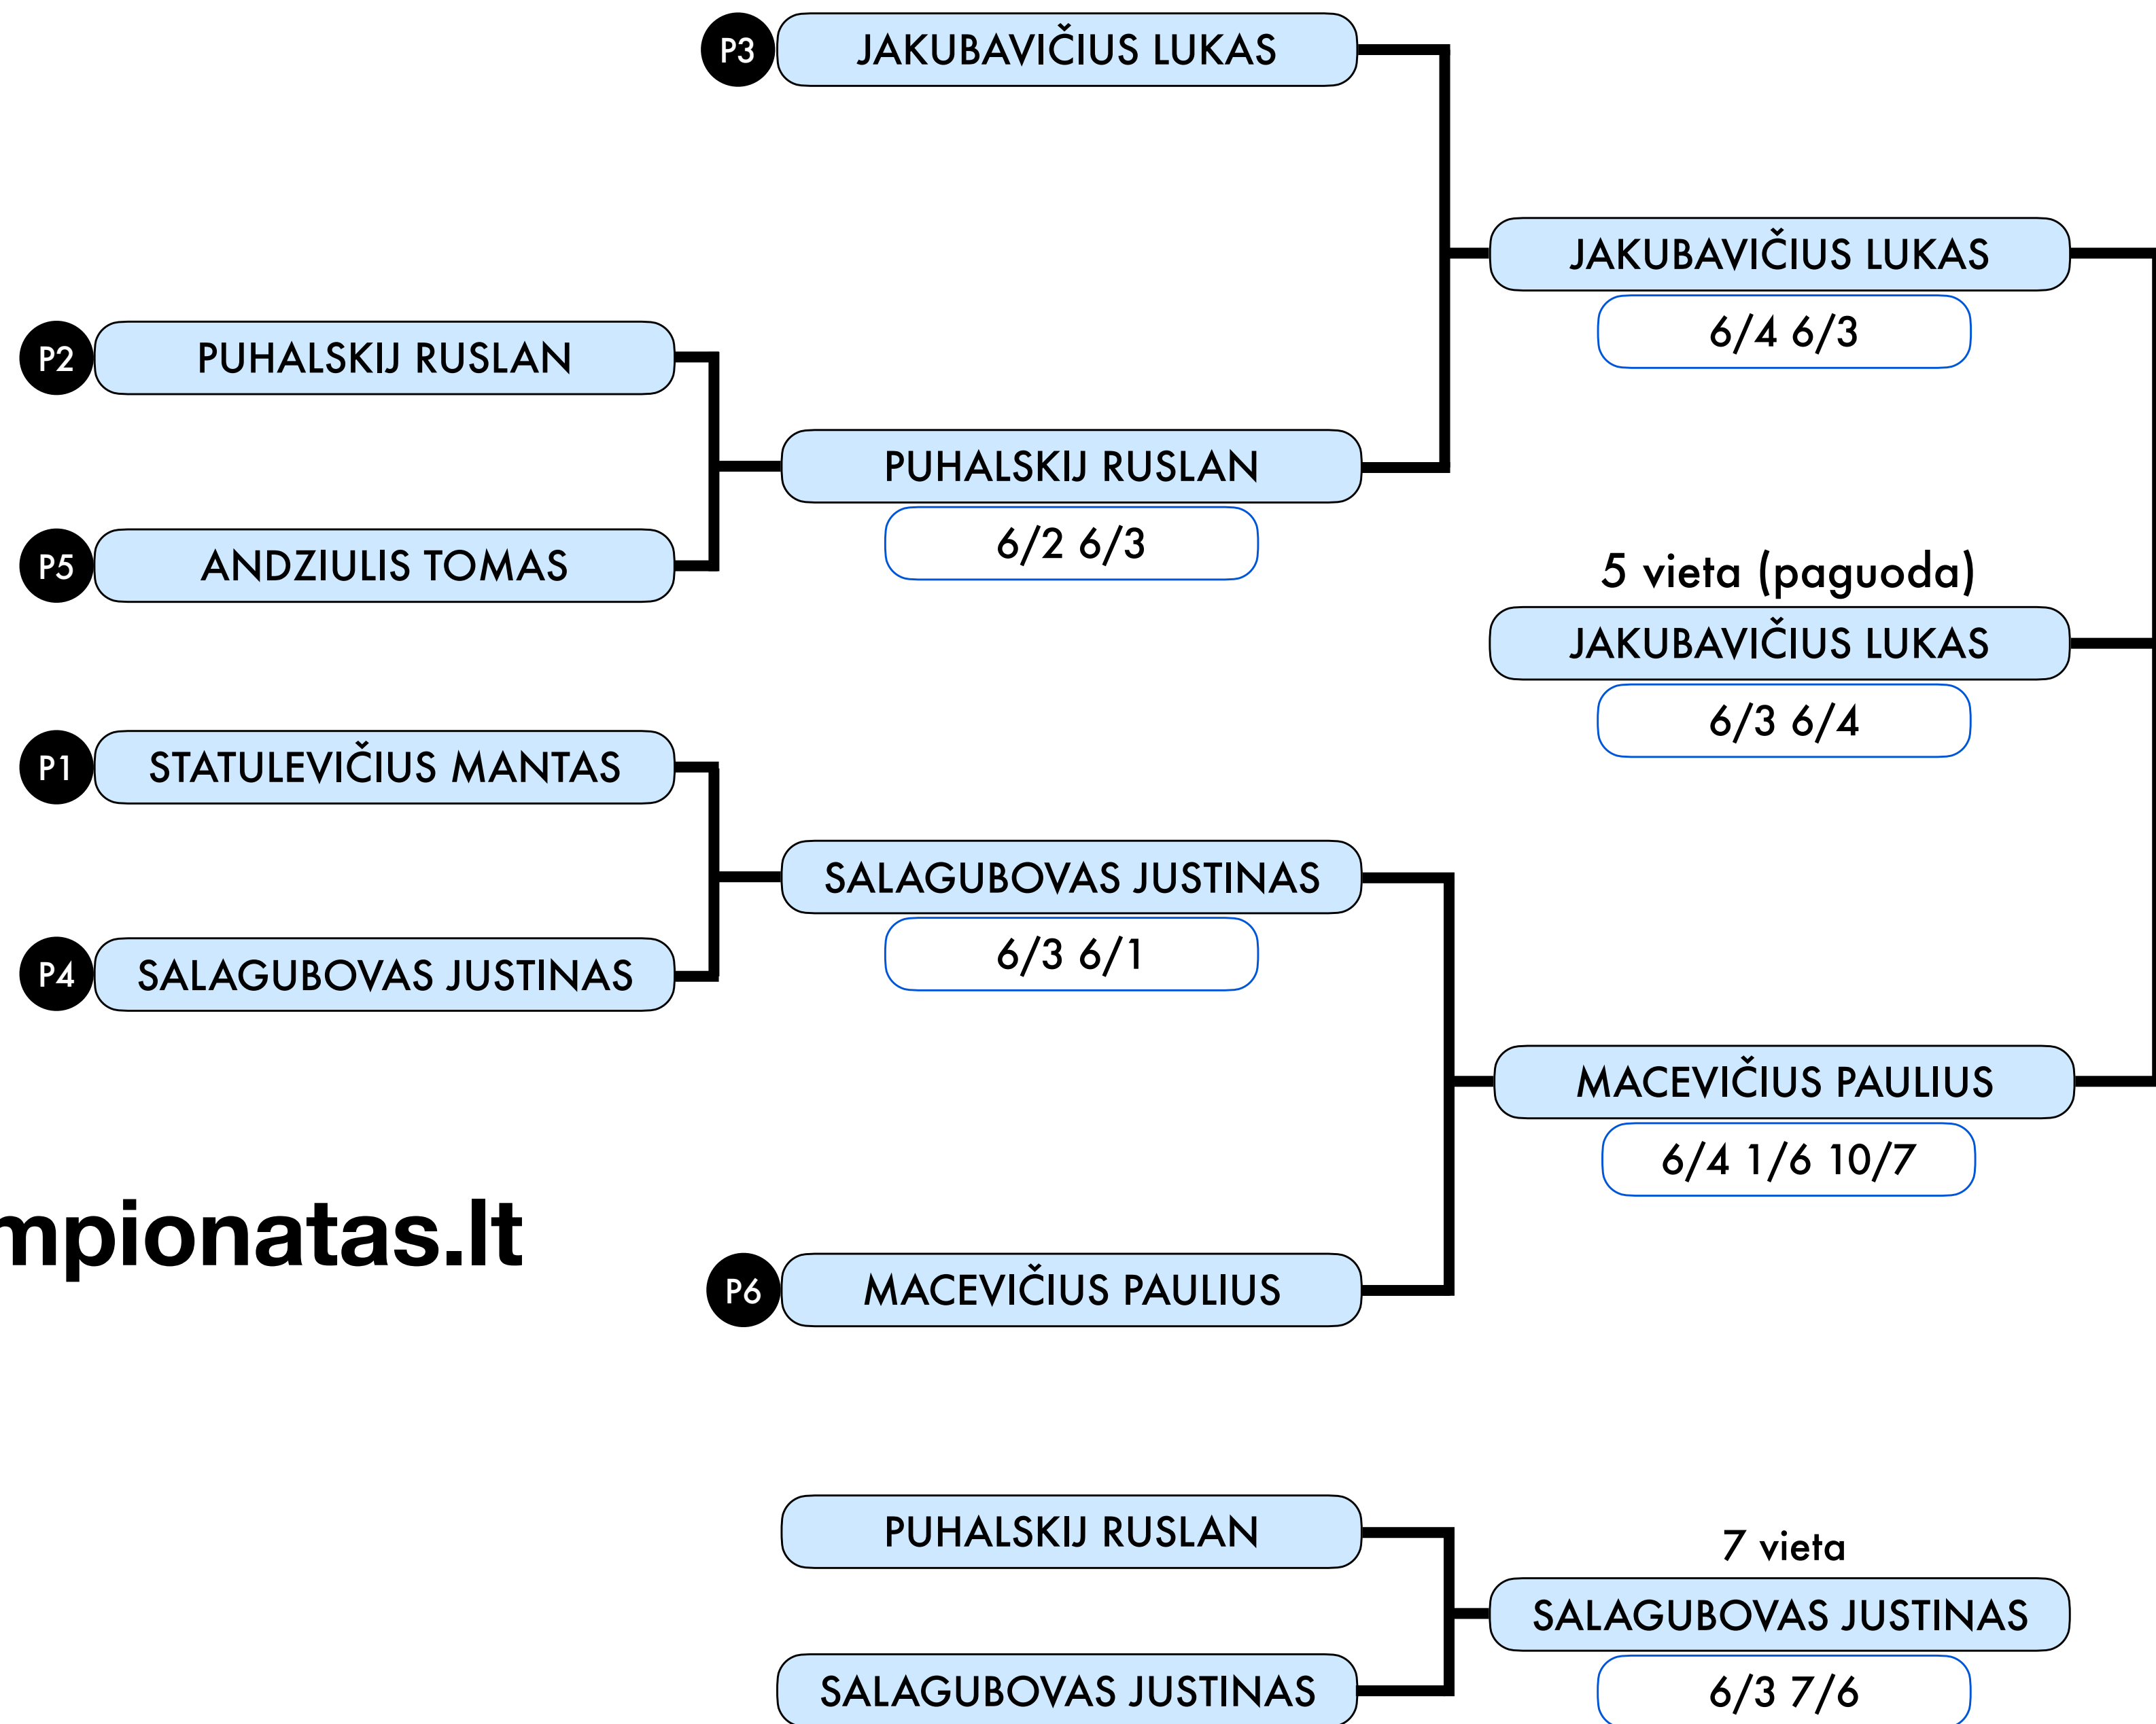 P3
JAKUBAVIČIUS LUKAS
JAKUBAVIČIUS LUKAS
6/4 6/3
P2
PUHALSKIJ RUSLAN
PUHALSKIJ RUSLAN
6/2 6/3
P5
ANDZIULIS TOMAS
5 vieta (paguoda)
JAKUBAVIČIUS LUKAS
6/3 6/4
P1
STATULEVIČIUS MANTAS
SALAGUBOVAS JUSTINAS
6/3 6/1
P4
SALAGUBOVAS JUSTINAS
MACEVIČIUS PAULIUS
6/4 1/6 10/7
mpionatas.lt
P6
MACEVIČIUS PAULIUS
PUHALSKIJ RUSLAN
7 vieta
SALAGUBOVAS JUSTINAS
6/3 7/6
SALAGUBOVAS JUSTINAS